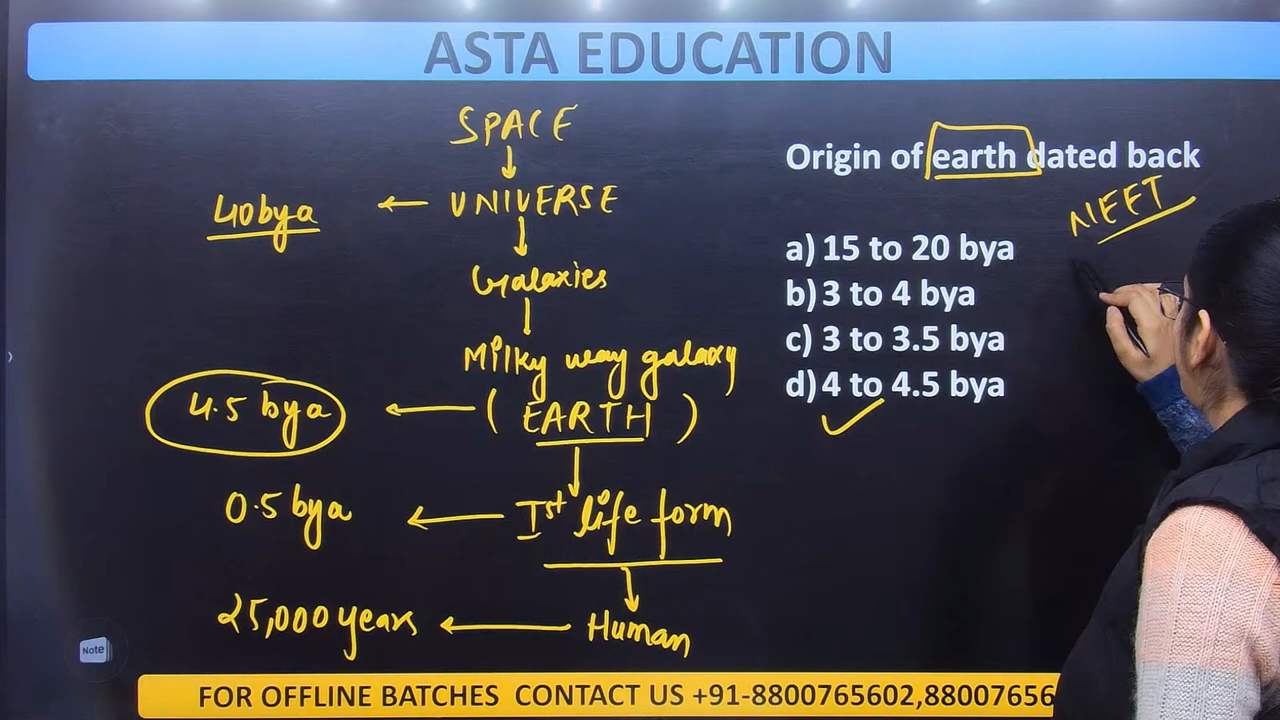 ASTA EDUCATION
SPACE
UNIVERSE
40 bya
Galaxies
Milky way galaxy
( EARTH )
4.5 bya
Ist life form
0.5 bya
Human
25,000 years
Origin of earth dated back
NEET
a) 15 to 20 bya
b) 3 to 4 bya
c) 3 to 3.5 bya
d) 4 to 4.5 bya
Note
FOR OFFLINE BATCHES CONTACT US +91-8800765602,88007656